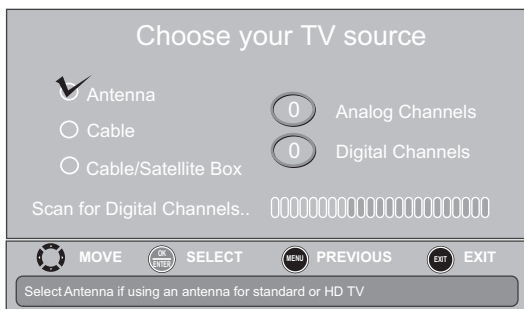 Choose your TV source
Antenna
Cable
Cable/Satellite Box
0 Analog Channels
0 Digital Channels
Scan for Digital Channels..
MOVE OK ENTER SELECT MENU PREVIOUS EXIT EXIT
Select Antenna if using an antenna for standard or HD TV